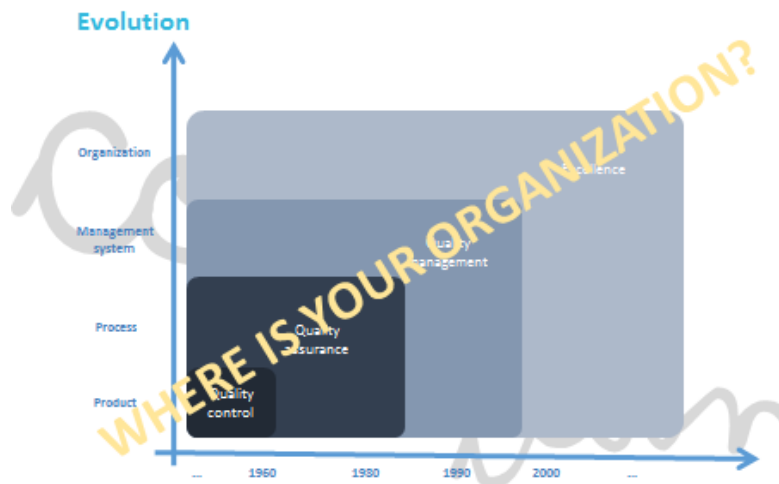 Evolution
WHERE IS YOUR ORGANIZATION?
Organization
Excellence
Management
system
Quality
management
Process
Quality
assurance
Product
Quality
control
... 1960 1980 1990 2000 ...